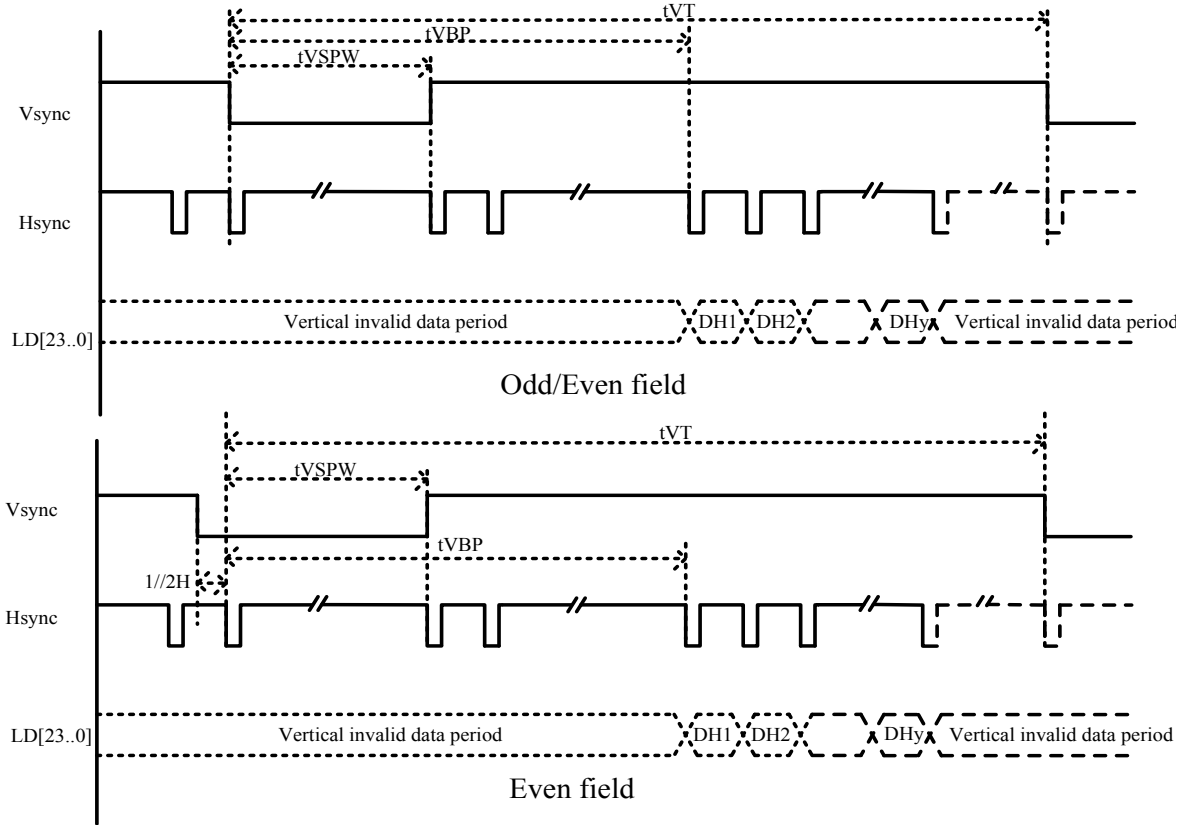 tVT
tVBP
tVSPW
Vsync
Hsync
LD[23..0]
Vertical invalid data period
DH1
DH2
DHy
Vertical invalid data period
Odd/Even field
tVT
tVSPW
Vsync
tVBP
1//2H
Hsync
LD[23..0]
Vertical invalid data period
DH1
DH2
DHy
Vertical invalid data period
Even field